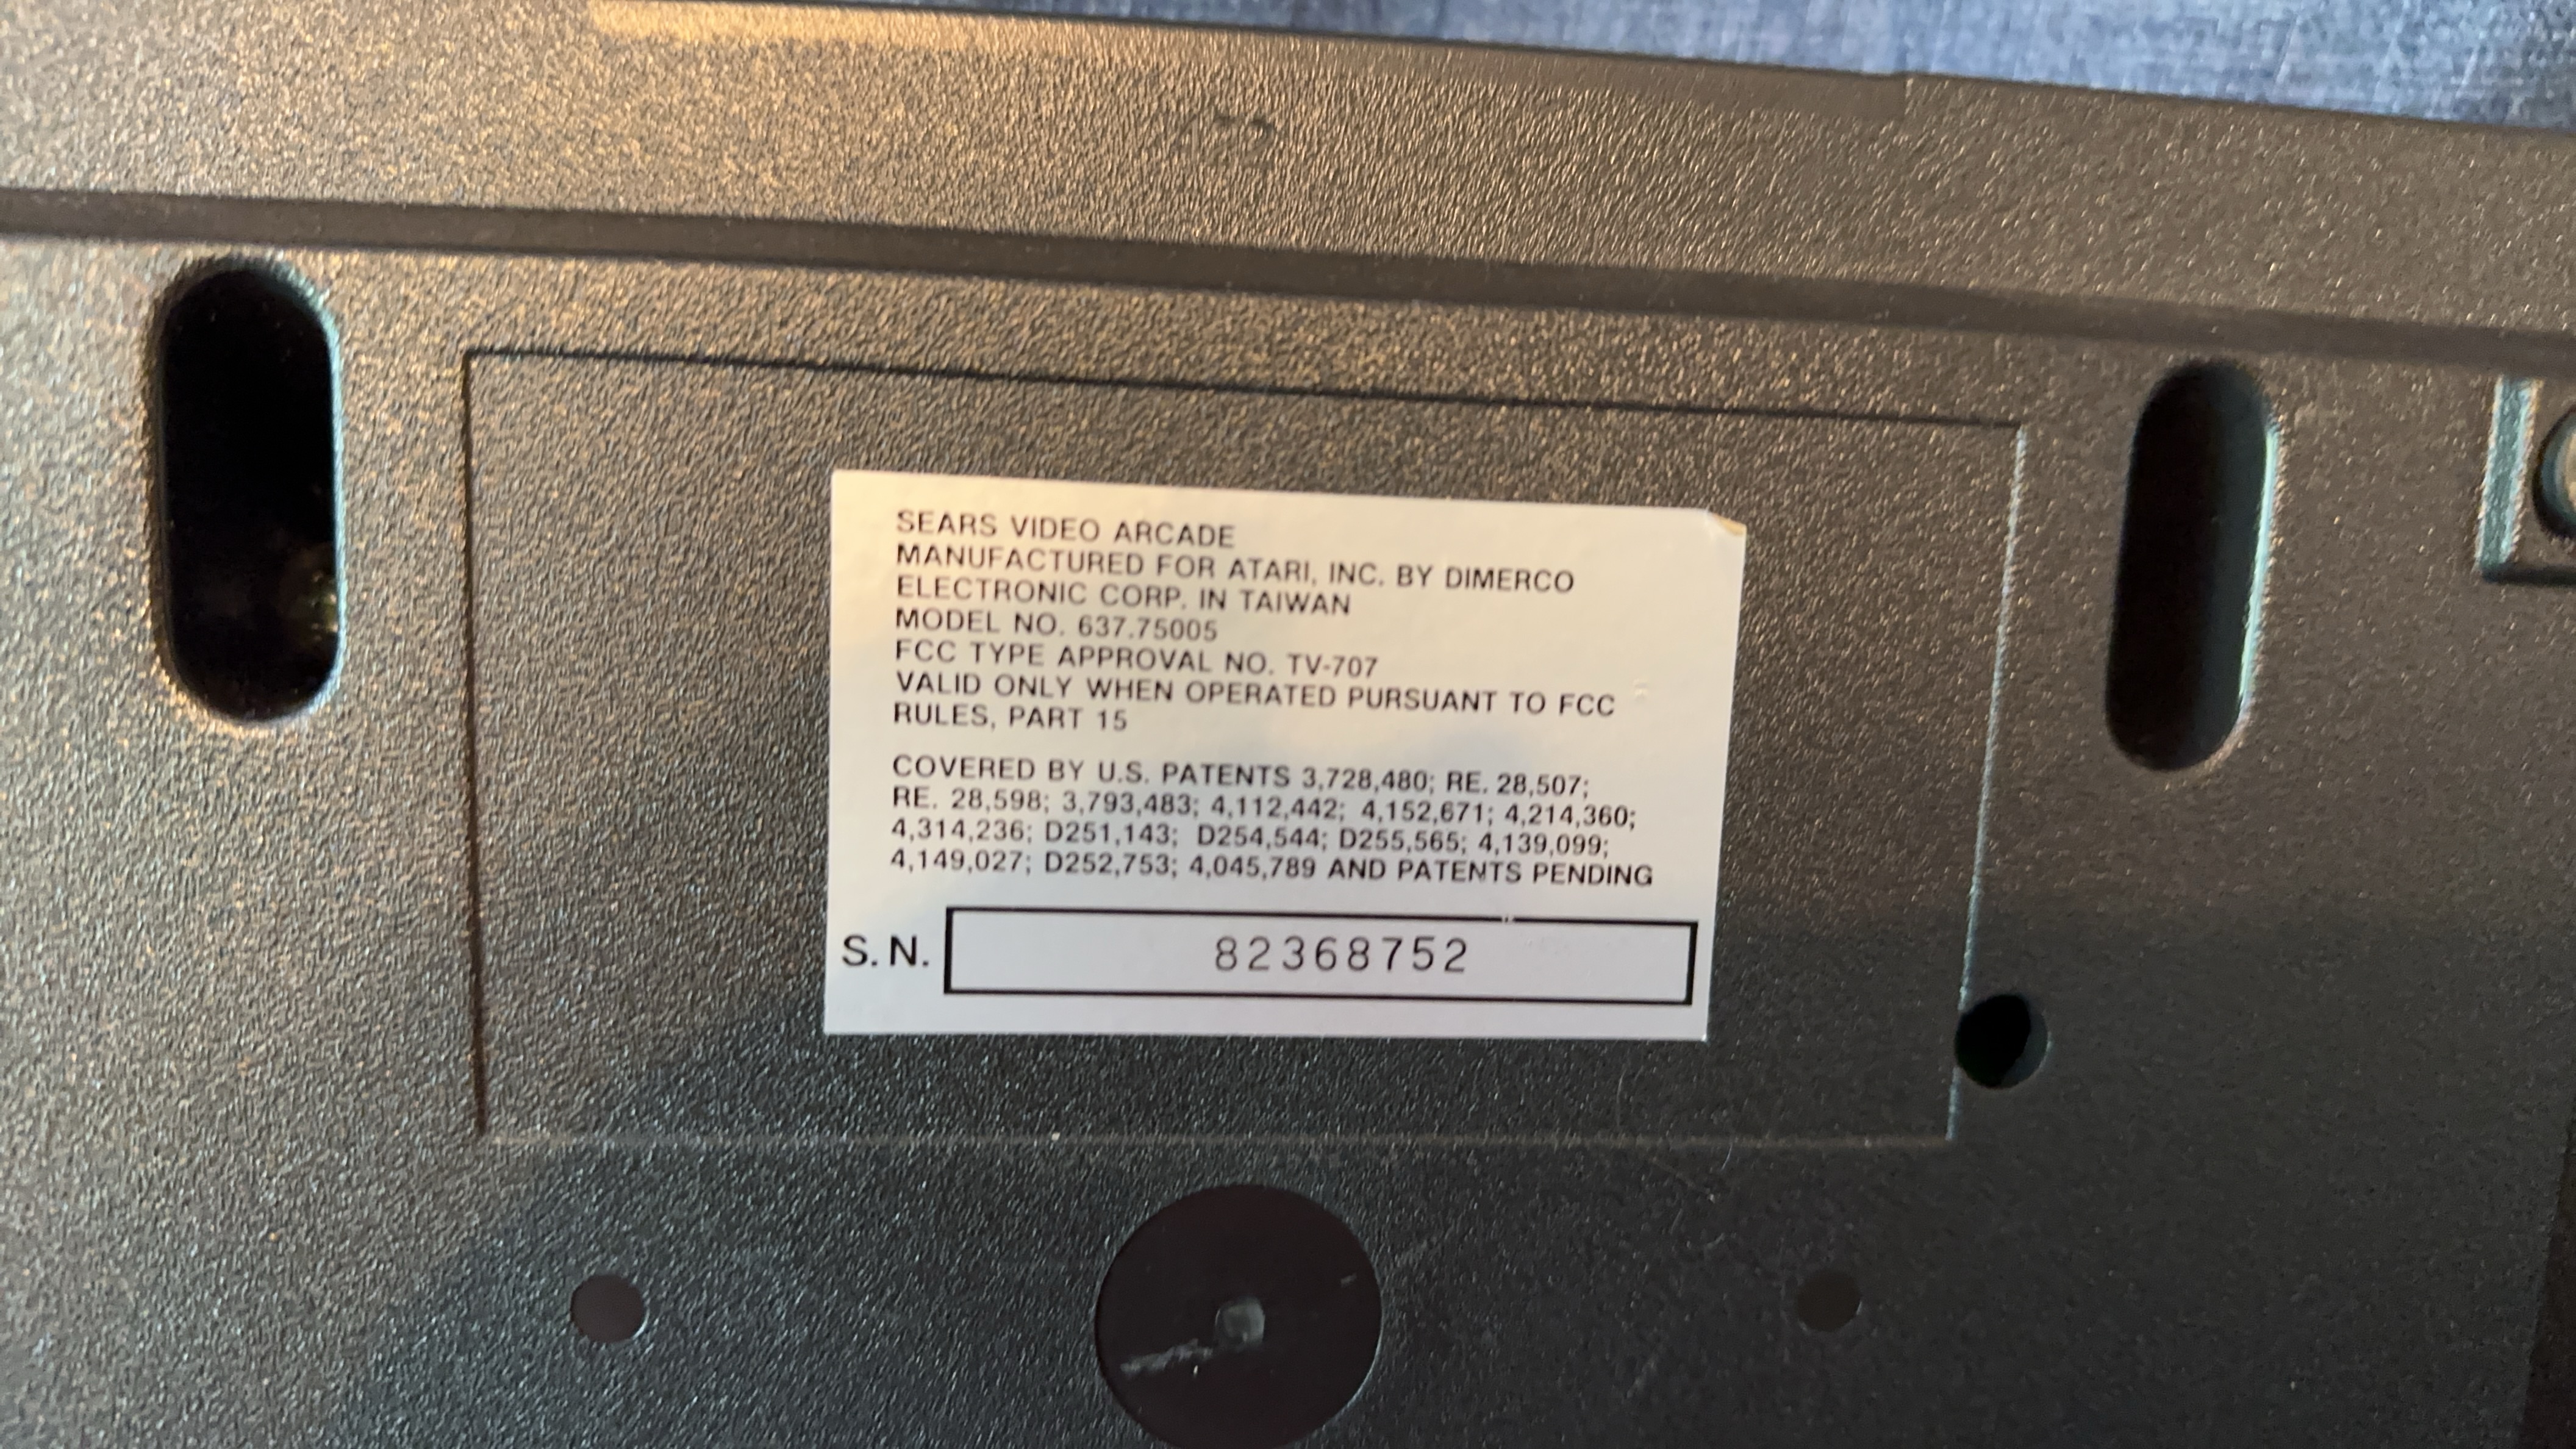 SEARS VIDEO ARCADE
MANUFACTURED FOR ATARI, INC. BY DIMERCO
ELECTRONIC CORP. IN TAIWAN
MODEL NO. 637.75005
FCC TYPE APPROVAL NO. TV-707
VALID ONLY WHEN OPERATED PURSUANT TO FCC
RULES, PART 15
COVERED BY U.S. PATENTS 3,728,480; RE. 28,507;
RE. 28,598; 3,793,483; 4,112,442; 4,152,671; 4,214,360;
4,314,236; D251,143; D254,544; D255,565; 4,139,099;
4,149,027; D252,753; 4,045,789 AND PATENTS PENDING
S.N. 82368752